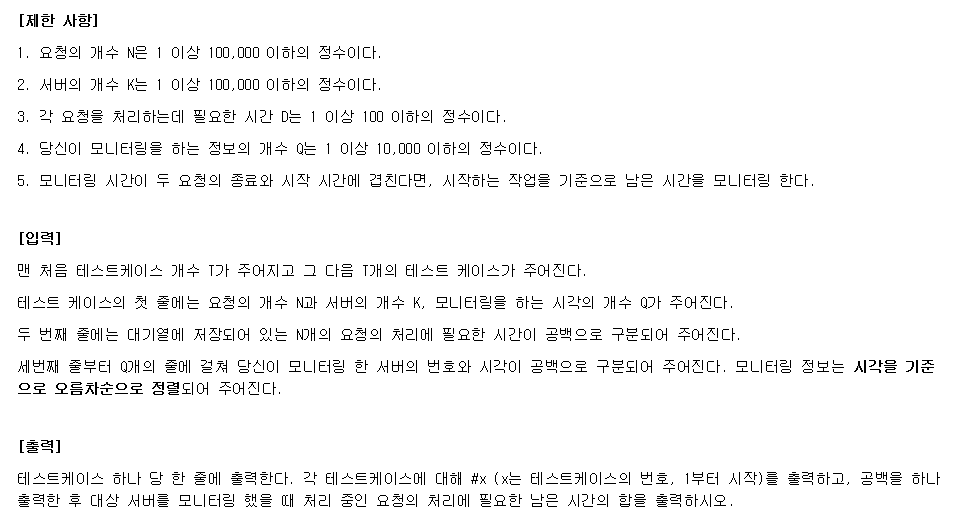 [제한 사항]
1. 요청의 개수 N은 1 이상 100,000 이하의 정수이다.
2. 서버의 개수 K는 1 이상 100,000 이하의 정수이다.
3. 각 요청을 처리하는데 필요한 시간 D는 1 이상 100 이하의 정수이다.
4. 당신이 모니터링을 하는 정보의 개수 Q는 1 이상 10,000 이하의 정수이다.
5. 모니터링 시간이 두 요청의 종료와 시작 시간에 겹친다면, 시작하는 작업을 기준으로 남은 시간을 모니터링 한다.
[입력]
맨 처음 테스트케이스 개수 T가 주어지고 그 다음 T개의 테스트 케이스가 주어진다.
테스트 케이스의 첫 줄에는 요청의 개수 N과 서버의 개수 K, 모니터링을 하는 시각의 개수 Q가 주어진다.
두 번째 줄에는 대기열에 저장되어 있는 N개의 요청의 처리에 필요한 시간이 공백으로 구분되어 주어진다.
세번째 줄부터 Q개의 줄에 걸쳐 당신이 모니터링 한 서버의 번호와 시각이 공백으로 구분되어 주어진다. 모니터링 정보는 시각을 기준
으로 오름차순으로 정렬되어 주어진다.
[출력]
테스트케이스 하나 당 한 줄에 출력한다. 각 테스트케이스에 대해 #x (x는 테스트케이스의 번호, 1부터 시작)를 출력하고, 공백을 하나
출력한 후 대상 서버를 모니터링 했을 때 처리 중인 요청의 처리에 필요한 남은 시간의 합을 출력하시오.